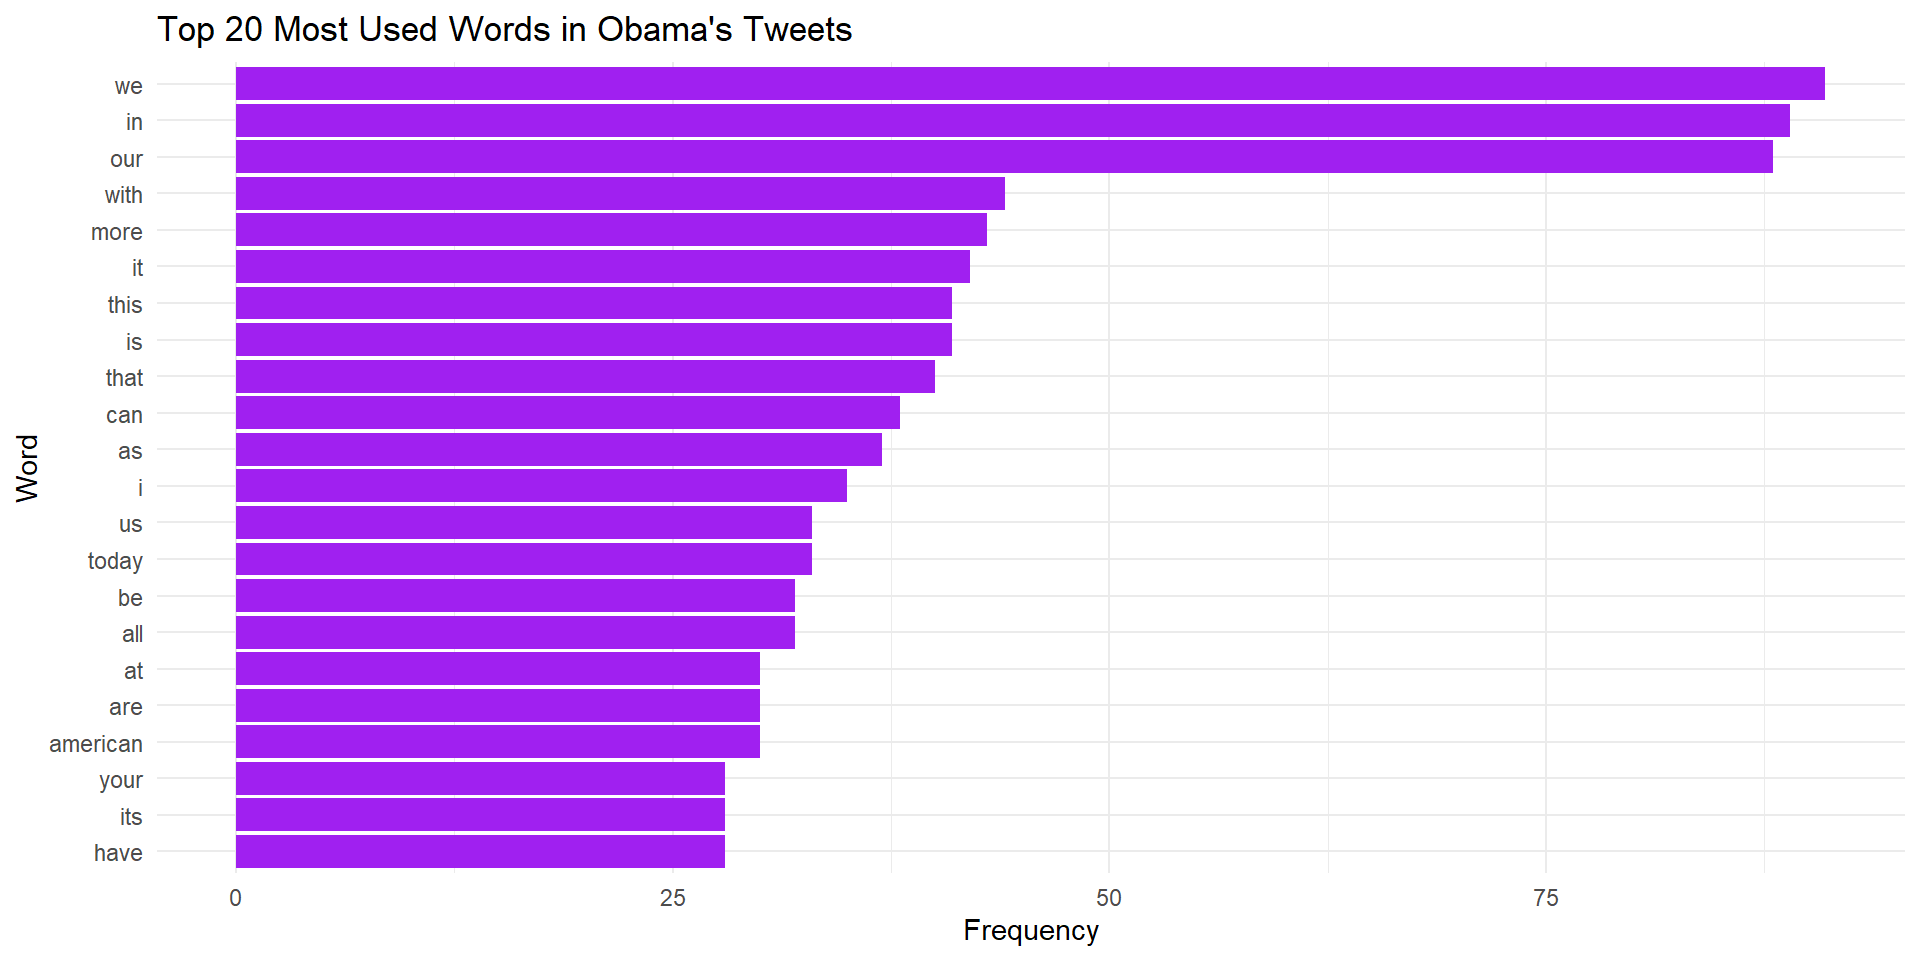 Top 20 Most Used Words in Obama's Tweets
we
in
our
with
more
it
this
is
that
can
as
i
us
today
be
all
at
are
american
your
its
have
Word
0 25 50 75
Frequency